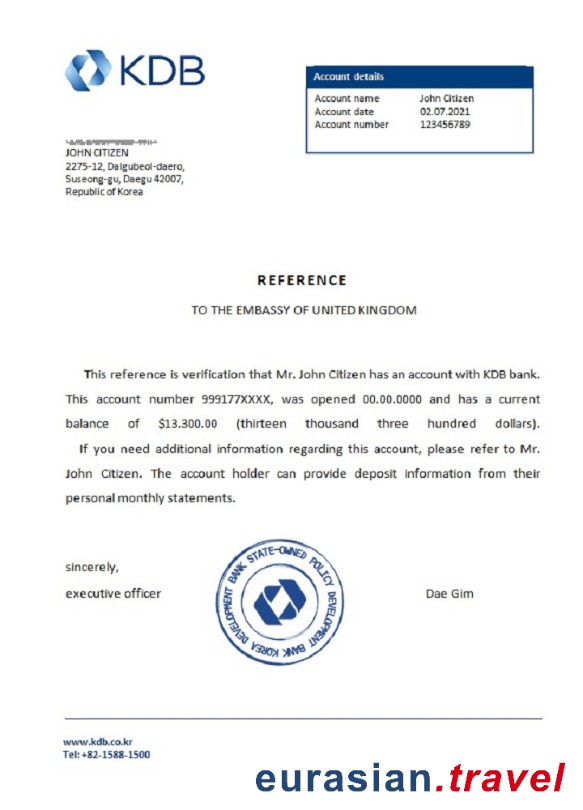 KDB
Account details
Account name John Citizen
Account date 02.07.2021
Account number 123456789
JOHN CITIZEN
2275-12, Dalgubeol-daero,
Suseong-gu, Daegu 42007,
Republic of Korea
REFERENCE
TO THE EMBASSY OF UNITED KINGDOM
This reference is verification that Mr. John Citizen has an account with KDB bank.
This account number 999177XXXX, was opened 00.00.0000 and has a current
balance of $13.300.00 (thirteen thousand three hundred dollars).
If you need additional information regarding this account, please refer to Mr.
John Citizen. The account holder can provide deposit information from their
personal monthly statements.
sincerely,
executive officer
Dae Gim
KOREA DEVELOPMENT BANK STATE-OWNED POLICY DEVELOPMENT BANK
www.kdb.co.kr
Tel: +82-1588-1500
eurasian.travel